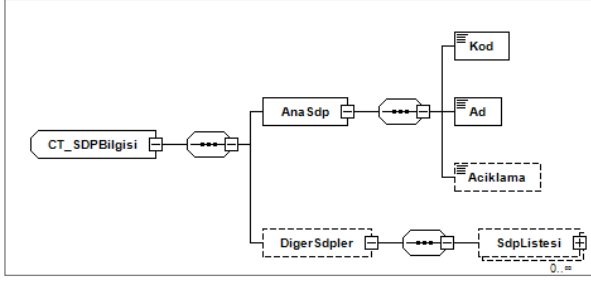 Kod
AnaSdp
Ad
CT_SDPBilgisi
Aciklama
DigerSdpler
SdpListesi
0..∞